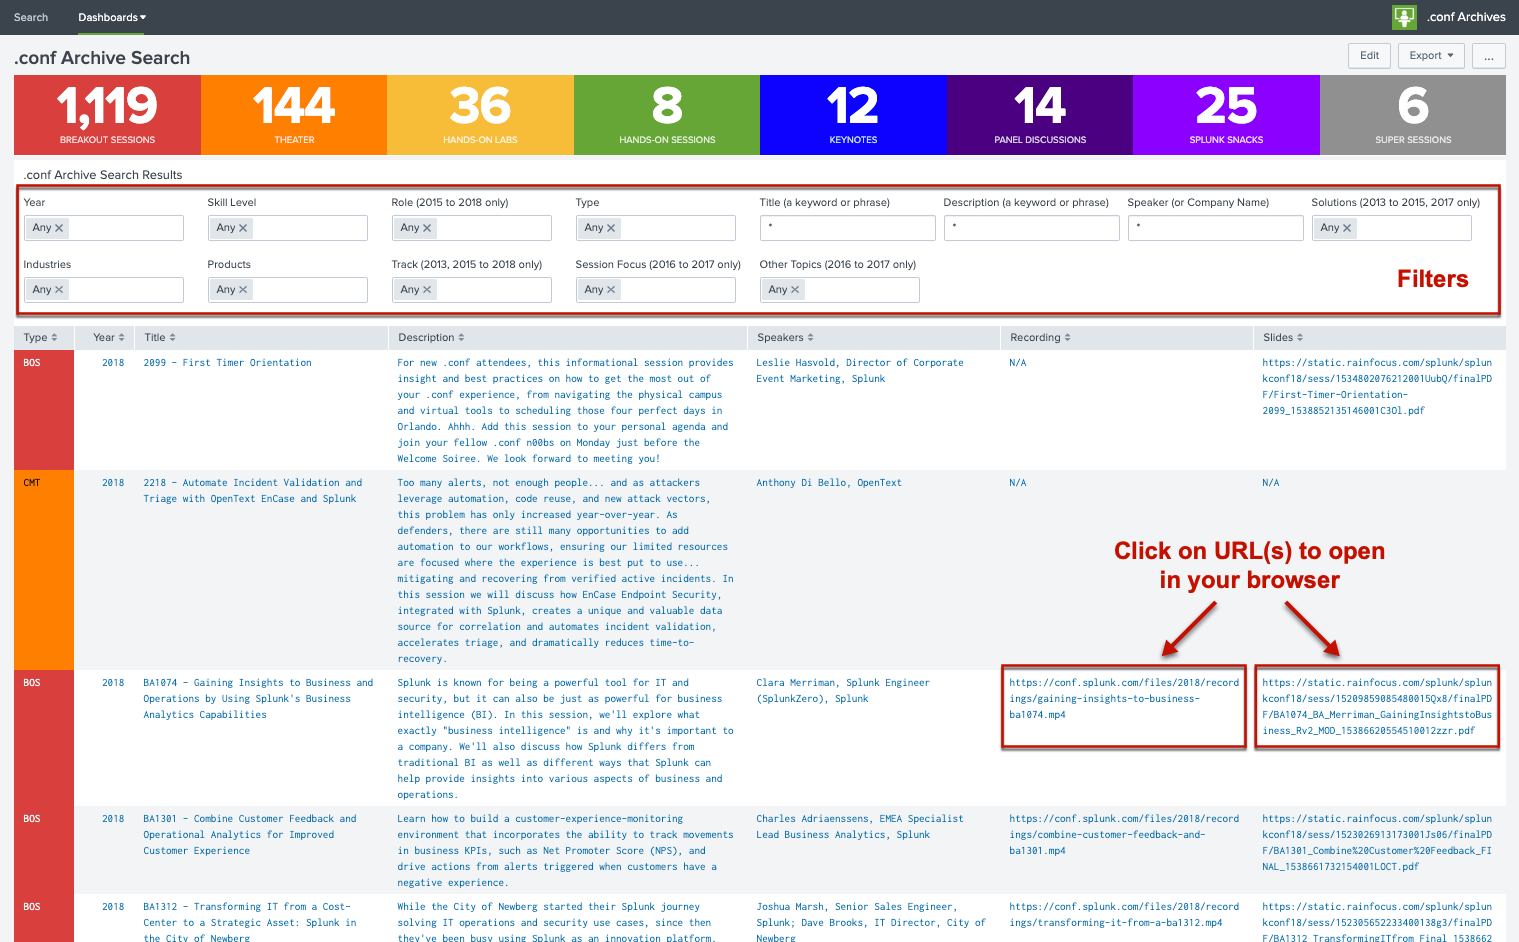 Search
Dashboards
.conf Archives
.conf Archive Search
Edit
Export
...
1,119
BREAKOUT SESSIONS
144
THEATER
36
HANDS-ON LABS
8
HANDS-ON SESSIONS
12
KEYNOTES
14
PANEL DISCUSSIONS
25
SPLUNK SNACKS
6
SUPER SESSIONS
.conf Archive Search Results
Year
Any
Skill Level
Any
Role (2015 to 2018 only)
Any
Type
Any
Title (a keyword or phrase)
*
Description (a keyword or phrase)
*
Speaker (or Company Name)
*
Solutions (2013 to 2015, 2017 only)
Any
Industries
Any
Products
Any
Track (2013, 2015 to 2018 only)
Any
Session Focus (2016 to 2017 only)
Any
Other Topics (2016 to 2017 only)
Any
Filters
Type
Year
Title
Description
Speakers
Recording
Slides
BOS
2018
2099 - First Timer Orientation
For new .conf attendees, this informational session provides
insight and best practices on how to get the most out of
your .conf experience, from navigating the physical campus
and virtual tools to scheduling those four perfect days in
Orlando. Ahhh. Add this session to your personal agenda and
join your fellow .conf n00bs on Monday just before the
Welcome Soiree. We look forward to meeting you!
Leslie Hasvold, Director of Corporate
Event Marketing, Splunk
N/A
https://static.rainfocus.com/splunk/splun
kconf18/sess/1534802076212001UubQ/finalPD
F/First-Timer-Orientation-
2099_1538852135146001C3Ol.pdf
CMT
2018
2218 - Automate Incident Validation and
Triage with OpenText EnCase and Splunk
Too many alerts, not enough people... and as attackers
leverage automation, code reuse, and new attack vectors,
this problem has only increased year-over-year. As
defenders, there are still many opportunities to add
automation to our workflows, ensuring our limited resources
are focused where the experience is best put to use...
mitigating and recovering from verified active incidents. In
this session we will discuss how EnCase Endpoint Security,
integrated with Splunk, creates a unique and valuable data
source for correlation and automates incident validation,
accelerates triage, and dramatically reduces time-to-
recovery.
Anthony Di Bello, OpenText
N/A
N/A
Click on URL(s) to open
in your browser
BOS
2018
BA1074 - Gaining Insights to Business and
Operations by Using Splunk's Business
Analytics Capabilities
Splunk is known for being a powerful tool for IT and
security, but it can also be just as powerful for business
intelligence (BI). In this session, we'll explore what
exactly "business intelligence" is and why it's important to
a company. We'll also discuss how Splunk differs from
traditional BI as well as different ways that Splunk can
help provide insights into various aspects of business and
operations.
Clara Merriman, Splunk Engineer
(SplunkZero), Splunk
https://conf.splunk.com/files/2018/record
ings/gaining-insights-to-business-
ba1074.mp4
https://static.rainfocus.com/splunk/splun
kconf18/sess/1520985908548001​5Qx8/finalPD
F/BA1074_BA_Merriman_GainingInsightstoBus
iness_Rv2_MOD_15386620554510012zzr.pdf
BOS
2018
BA1301 - Combine Customer Feedback and
Operational Analytics for Improved
Customer Experience
Learn how to build a customer-experience-monitoring
environment that incorporates the ability to track movements
in business KPIs, such as Net Promoter Score (NPS), and
drive actions from alerts triggered when customers have a
negative experience.
Charles Adriaenssens, EMEA Specialist
Lead Business Analytics, Splunk
https://conf.splunk.com/files/2018/record
ings/combine-customer-feedback-and-
ba1301.mp4
https://static.rainfocus.com/splunk/splun
kconf18/sess/1523026913173001Js06/finalPD
F/BA1301_Combine%20Customer%20Feedback_FI
NAL_1538661732154001LOCT.pdf
BOS
2018
BA1312 - Transforming IT from a Cost-
Center to a Strategic Asset: Splunk in
the City of Newberg
While the City of Newberg started their Splunk journey
solving IT operations and security use cases, since then
they've been busy using Splunk as an innovation platform.
Joshua Marsh, Senior Sales Engineer,
Splunk; Dave Brooks, IT Director, City of
Newberg
https://conf.splunk.com/files/2018/record
ings/transforming-it-from-a-ba1312.mp4
https://static.rainfocus.com/splunk/splun
kconf18/sess/152305652233400138g3/finalPD
F/BA1312_TransformingITfrom_Final_1538662